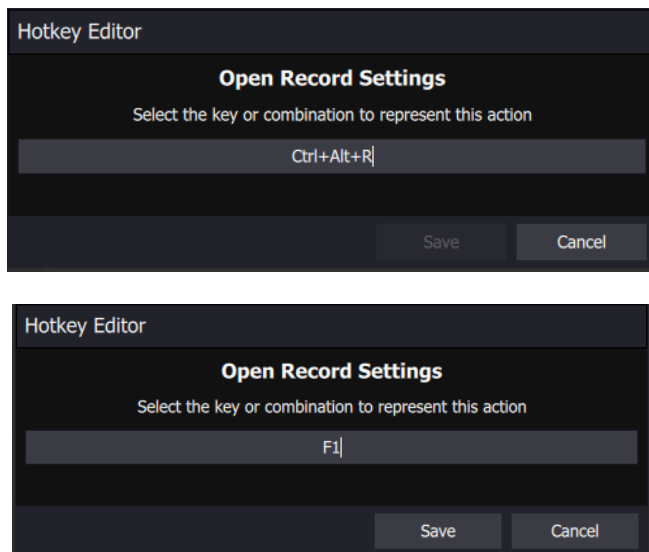 Hotkey Editor
Open Record Settings
Select the key or combination to represent this action
Ctrl+Alt+R
Save Cancel
Hotkey Editor
Open Record Settings
Select the key or combination to represent this action
F1
Save Cancel